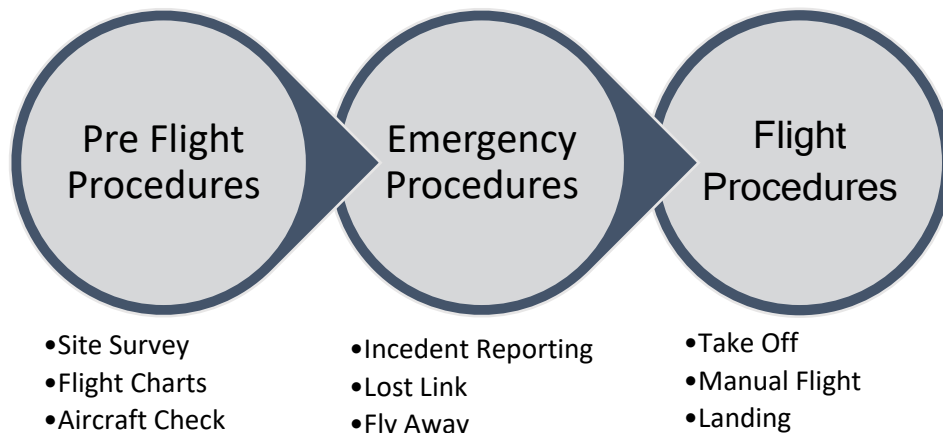 Pre Flight
Procedures
Emergency
Procedures
Flight
Procedures
•Site Survey
•Flight Charts
•Aircraft Check
•Incedent Reporting
•Lost Link
•Fly Away
•Take Off
•Manual Flight
•Landing